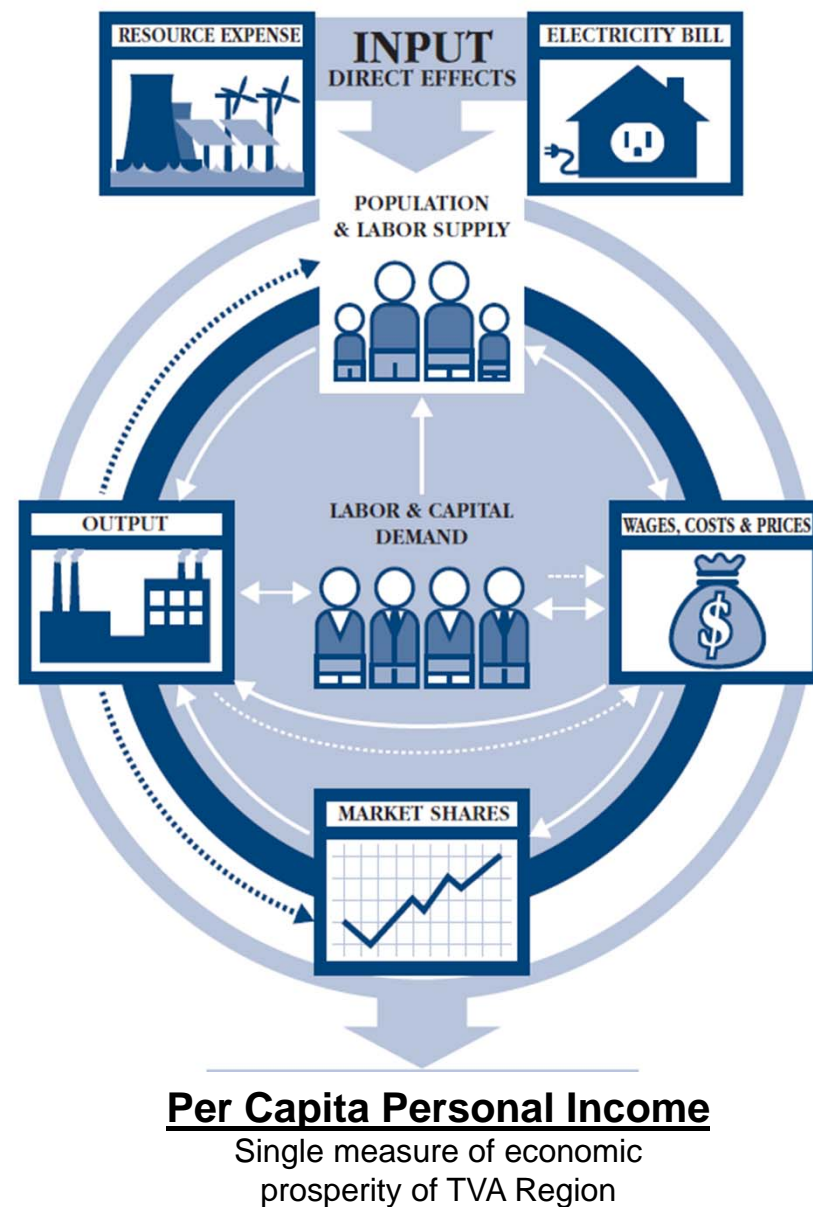 RESOURCE EXPENSE
INPUT
DIRECT EFFECTS
ELECTRICITY BILL
POPULATION
& LABOR SUPPLY
OUTPUT
LABOR & CAPITAL
DEMAND
WAGES, COSTS & PRICES
$
MARKET SHARES
Per Capita Personal Income
Single measure of economic
prosperity of TVA Region